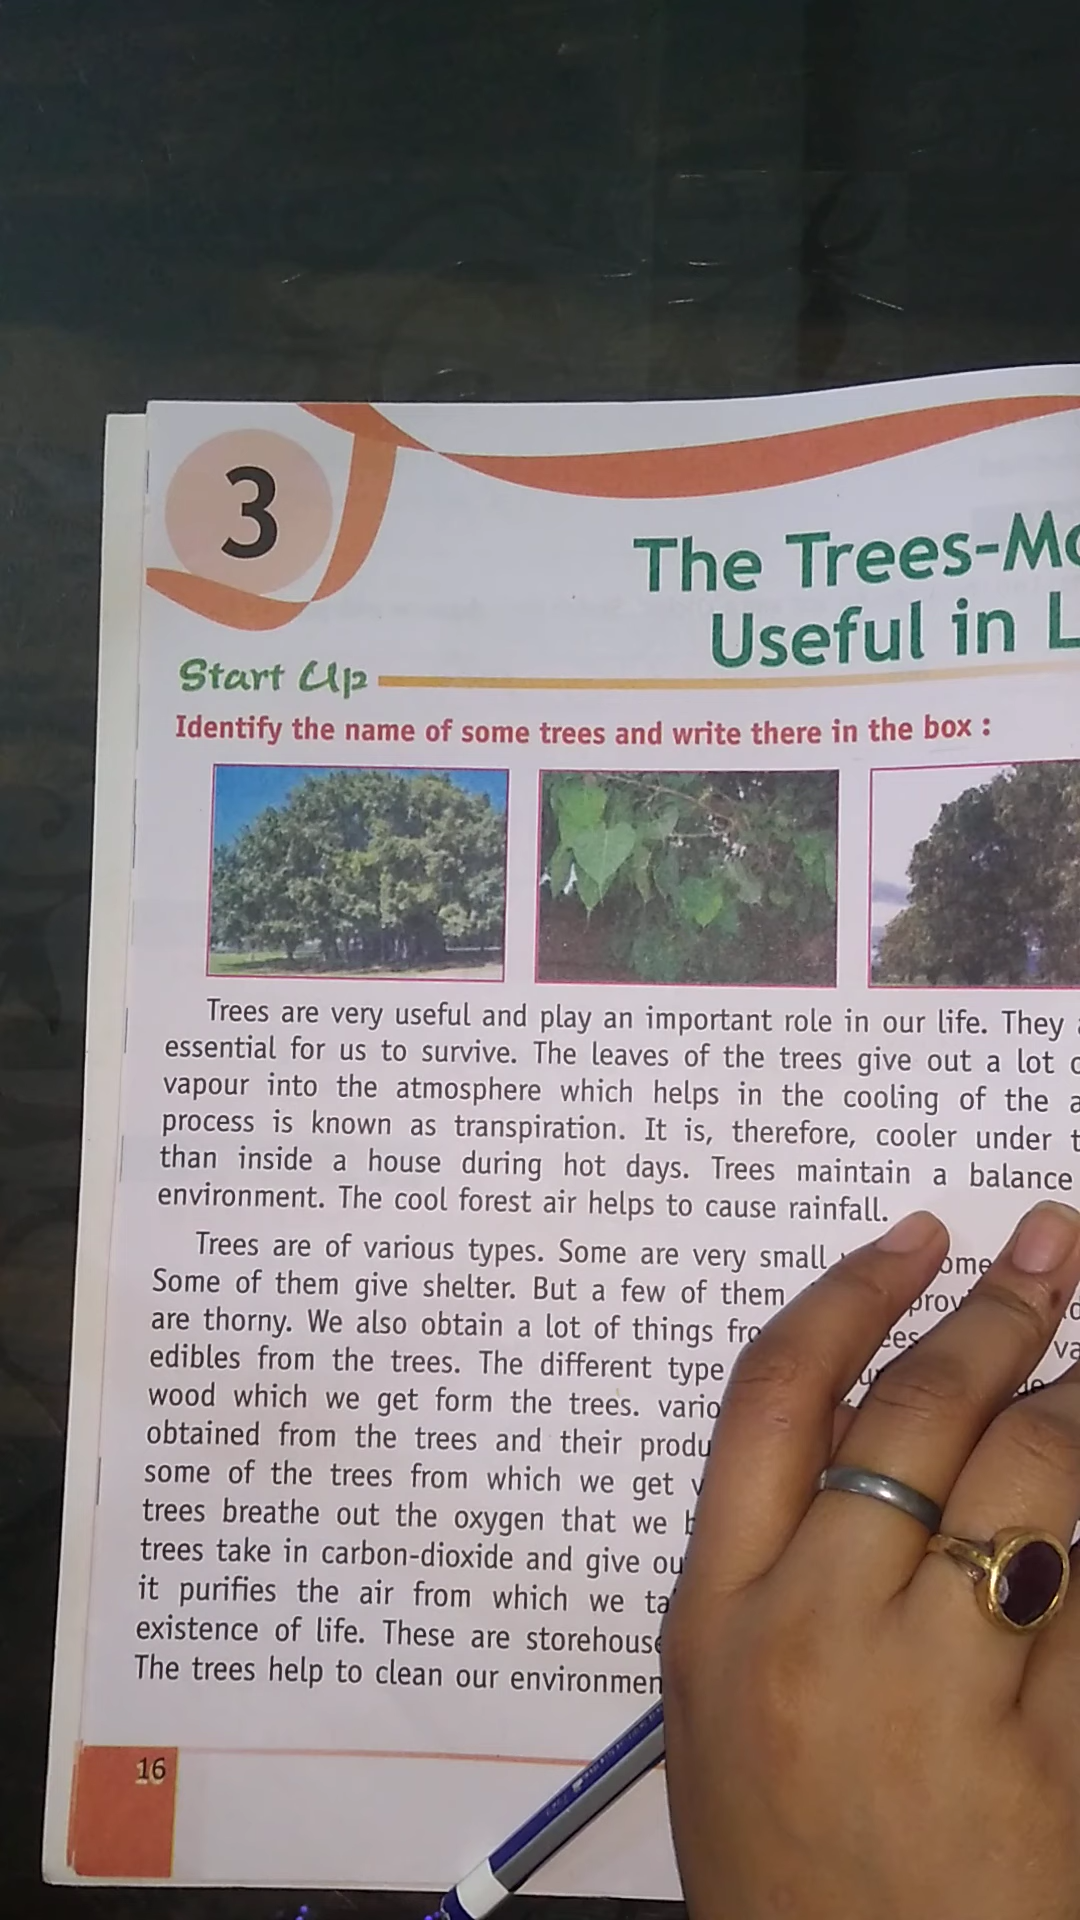 3
The Trees-Mo
Useful in L
Start Up
Identify the name of some trees and write there in the box :
Trees are very useful and play an important role in our life. They
essential for us to survive. The leaves of the trees give out a lot
vapour into the atmosphere which helps in the cooling of the
process is known as transpiration. It is, therefore, cooler under
than inside a house during hot days. Trees maintain a balance
environment. The cool forest air helps to cause rainfall.
Trees are of various types. Some are very small
Some of them give shelter. But a few of them
are thorny. We also obtain a lot of things
edibles from the trees. The different type
wood which we get form the trees. vario
obtained from the trees and their produ
some of the trees from which we get
trees breathe out the oxygen that we
trees take in carbon-dioxide and give ou
it purifies the air from which we ta
existence of life. These are storehouse
The trees help to clean our environmen
16